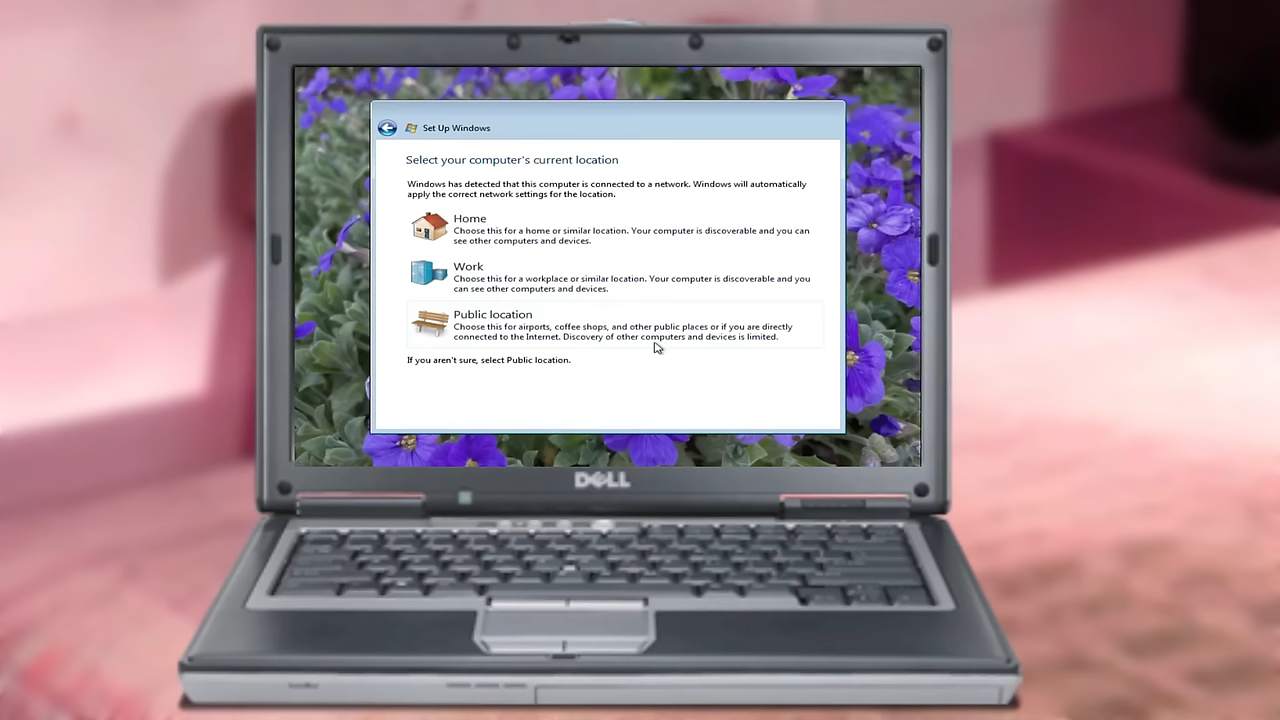 Set Up Windows
Select your computer's current location
Windows has detected that this computer is connected to a network. Windows will automatically
apply the correct network settings for the location.
Home
Choose this for a home or similar location. Your computer is discoverable and you can
see other computers and devices.
Work
Choose this for a workplace or similar location. Your computer is discoverable and you
can see other computers and devices.
Public location
Choose this for airports, coffee shops, and other public places or if you are directly
connected to the Internet. Discovery of other computers and devices is limited.
If you aren't sure, select Public location.
DELL